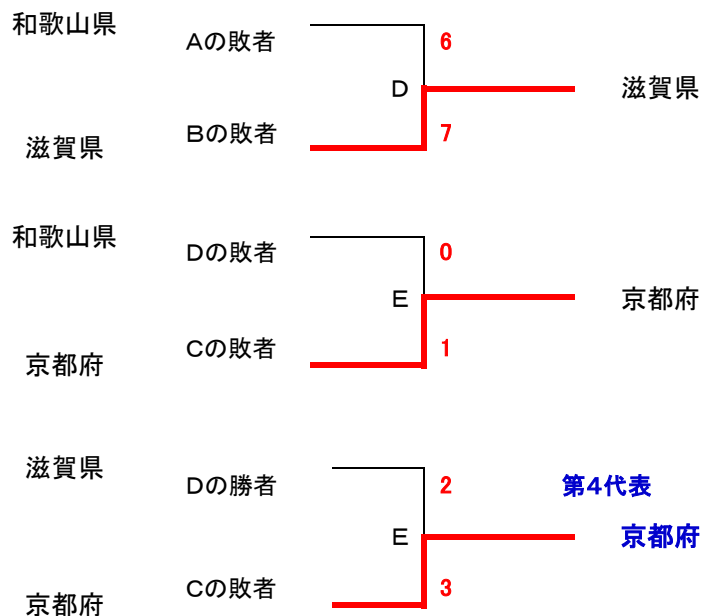 和歌山県
Aの敗者
6
D
滋賀県
滋賀県
Bの敗者
7
和歌山県
Dの敗者
0
E
京都府
京都府
Cの敗者
1
滋賀県
Dの勝者
2
第4代表
E
京都府
京都府
Cの敗者
3